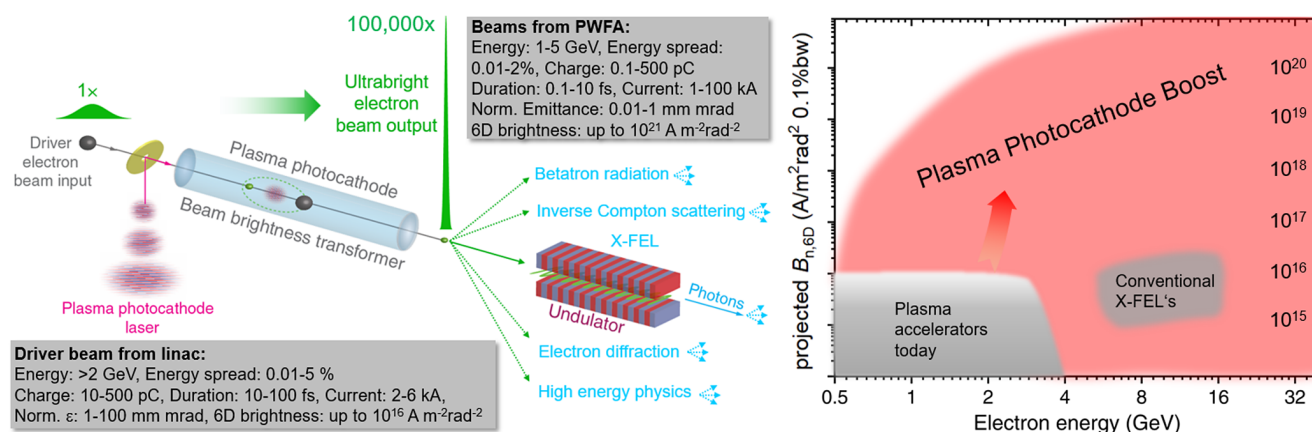 100,000x
1×
Ultrabright
electron
beam output
Driver
electron
beam input
Plasma photocathode
Beam brightness transformer
Plasma photocathode
laser
Beams from PWFA:
Energy: 1-5 GeV, Energy spread:
0.01-2%, Charge: 0.1-500 pC
Duration: 0.1-10 fs, Current: 1-100 kA
Norm. Emittance: 0.01-1 mm mrad
6D brightness: up to 10²¹ A m⁻²rad⁻²
Betatron radiation
Inverse Compton scattering
X-FEL
Photons
Undulator
Electron diffraction
High energy physics
Driver beam from linac:
Energy: >2 GeV, Energy spread: 0.01-5 %
Charge: 10-500 pC, Duration: 10-100 fs, Current: 2-6 kA,
Norm. ε: 1-100 mm mrad, 6D brightness: up to 10¹⁶ A m⁻²rad⁻²
projected Bₙ,₆D (A/m²rad² 0.1%bw)
Plasma Photocathode Boost
10²⁰
10¹⁹
10¹⁸
10¹⁷
10¹⁶
10¹⁵
Plasma
accelerators
today
Conventional
X-FEL‘s
0.5 1 2 4 8 16 32
Electron energy (GeV)